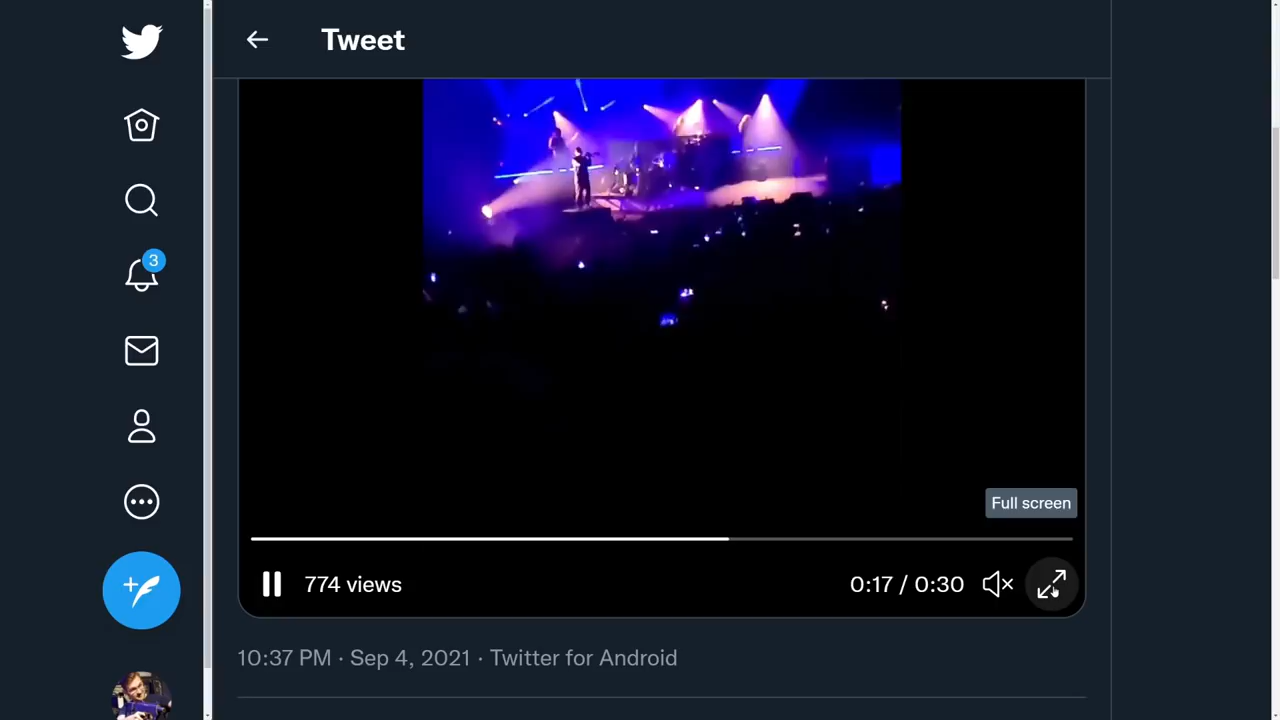 Tweet
3
Full screen
774 views
0:17 / 0:30
10:37 PM · Sep 4, 2021 · Twitter for Android